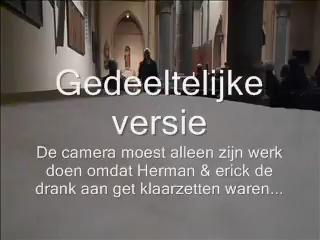 Gedeeltelijke
versie
De camera moest alleen zijn werk
doen omdat Herman & erick de
drank aan get klaarzetten waren...